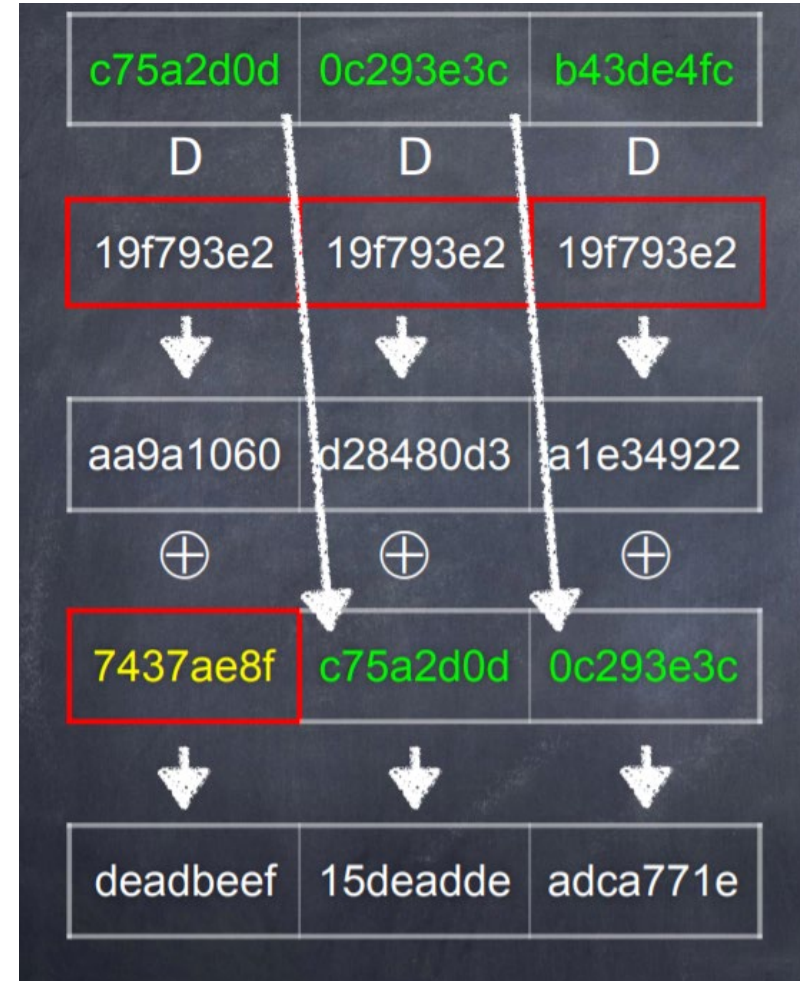 c75a2d0d 0c293e3c b43de4fc
D D D
19f793e2 19f793e2 19f793e2
aa9a1060 d28480d3 a1e34922
⊕ ⊕ ⊕
7437ae8f c75a2d0d 0c293e3c
deadbeef 15deadde adca771e